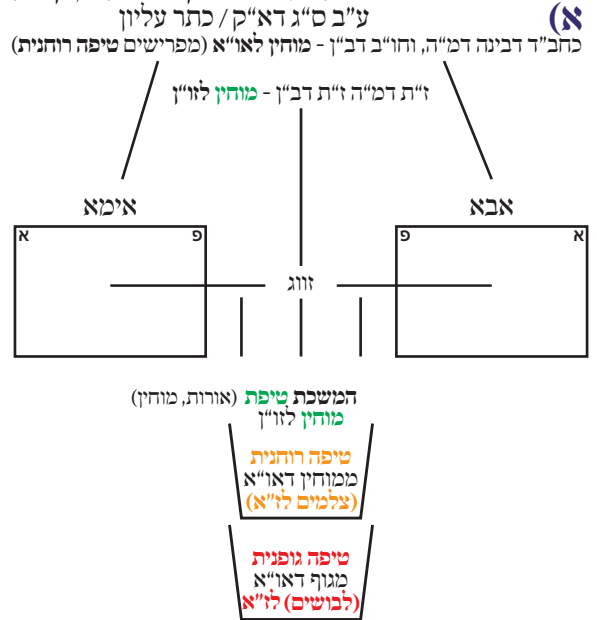 א)
ע"ב ס"ג דא"ק / כתר עליון
כחב"ד דבינה דמ"ה, וחו"ב דב"ן - מוחין לאו"א (מפרישים טיפה רוחנית)
ז"ת דמ"ה ז"ת דב"ן - מוחין לזו"ן
אבא
אימא
א
פ
פ
א
זווג
המשכת טיפת (אורות, מוחין)
מוחין לזו"ן
טיפה רוחנית
ממוחין דאו"א
(צלמים לז"א)
טיפה גופנית
מגוף דאו"א
(לבושים) לז"א